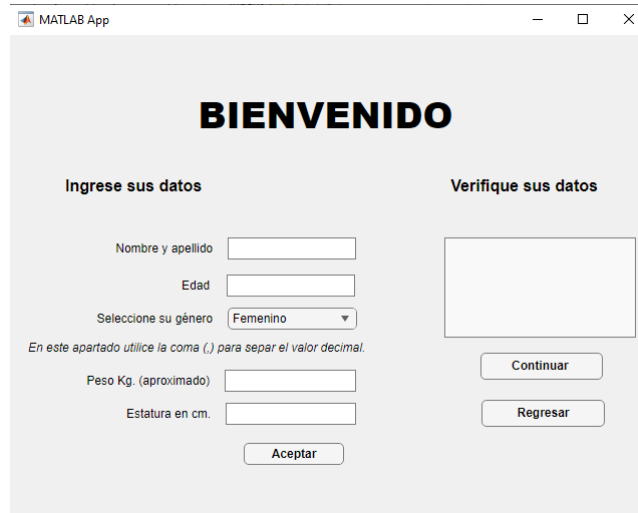 MATLAB App
BIENVENIDO
Ingrese sus datos
Verifique sus datos
Nombre y apellido
Edad
Seleccione su género Femenino
En este apartado utilice la coma (,) para separ el valor decimal.
Peso Kg. (aproximado)
Estatura en cm.
Aceptar
Continuar
Regresar